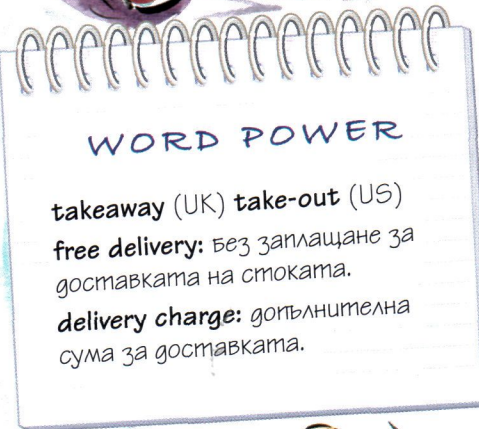 WORD POWER
takeaway (UK) take-out (US)
free delivery: Без заплащане за
доставката на стоката.
delivery charge: допълнителна
сума за доставката.